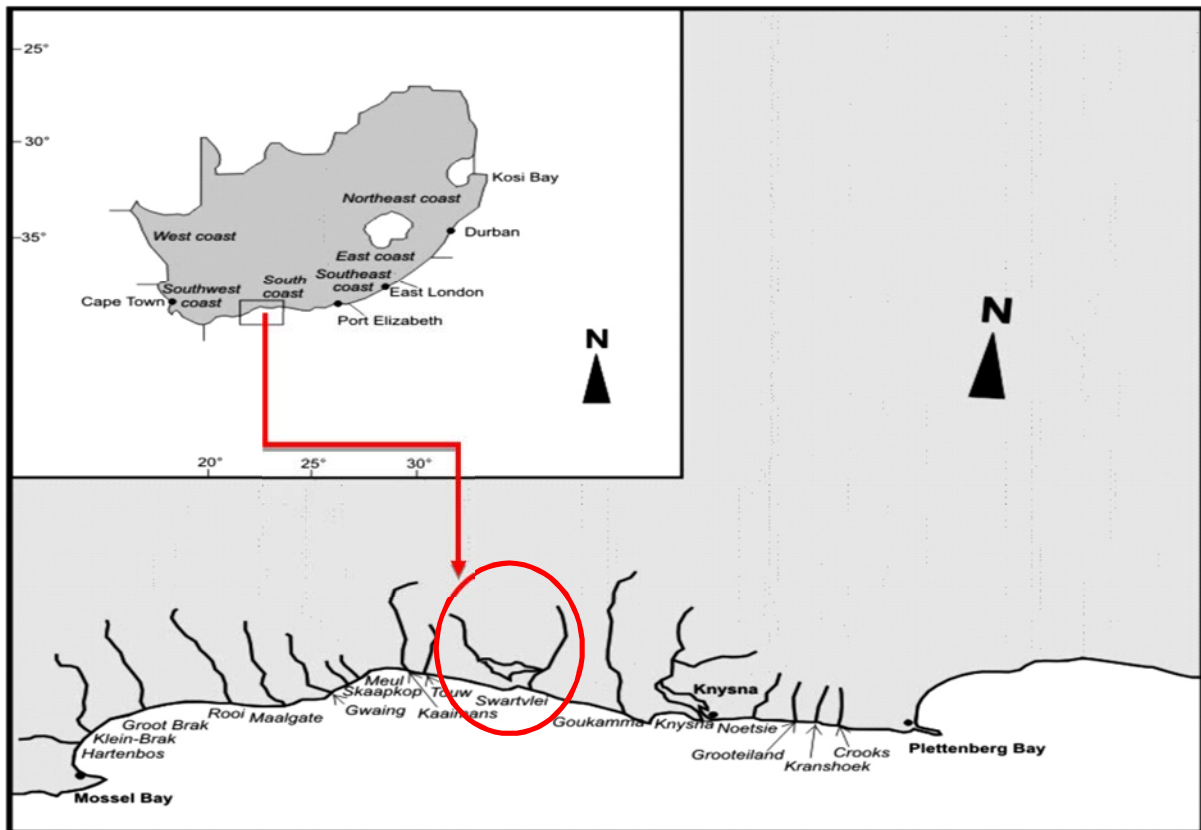 25°
30°
35°
Kosi Bay
Northeast coast
Durban
West coast
East coast
Southwest
coast
South
coast
Southeast
coast
East London
Cape Town
Port Elizabeth
N
20°
25°
30°
N
Meul
Skaapkop
Touw
Gwaing
Kaaimans
Swartvlei
Groot Brak
Rooi
Maalgate
Klein-Brak
Hartenbos
Mossel Bay
Goukamma
Knysna
Knysna
Noetsie
Grooteiland
Kranshoek
Crooks
Plettenberg Bay